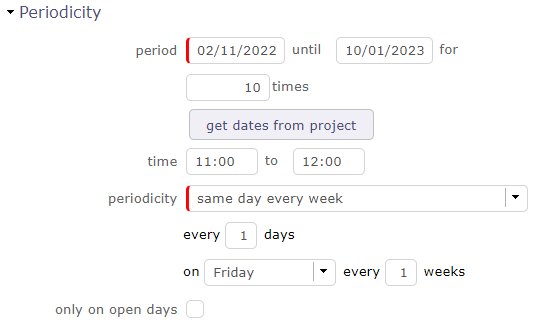 Periodicity
period 02/11/2022 until 10/01/2023 for
10 times
get dates from project
time 11:00 to 12:00
periodicity same day every week
every 1 days
on Friday every 1 weeks
only on open days